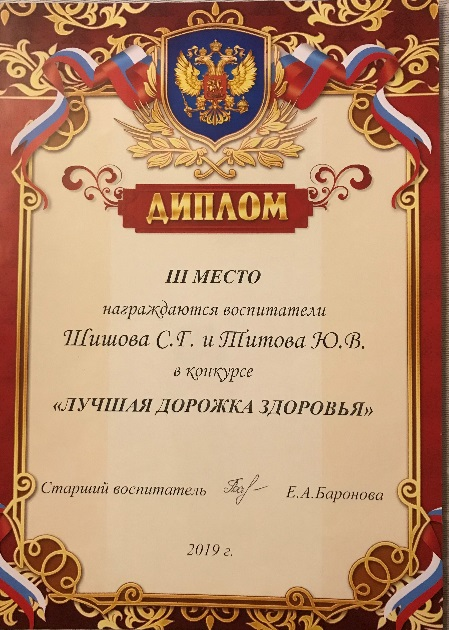 ДИПЛОМ
III МЕСТО
награждаются воспитатели
Шишова С.Г. и Титова Ю.В.
в конкурсе
«ЛУЧШАЯ ДОРОЖКА ЗДОРОВЬЯ»
Старший воспитатель Е.А.Баронова
2019 г.